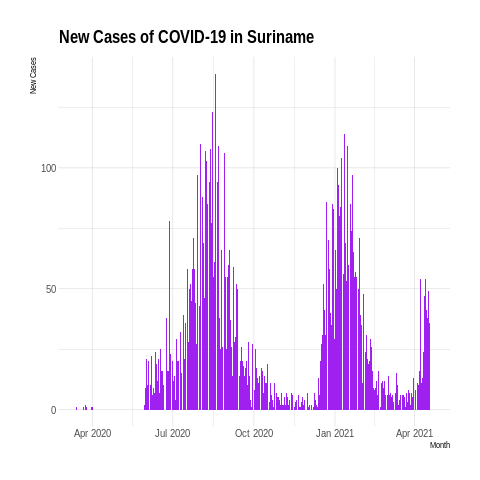 New Cases of COVID-19 in Suriname
New Cases
100
50
0
Apr 2020 Jul 2020 Oct 2020 Jan 2021 Apr 2021
Month